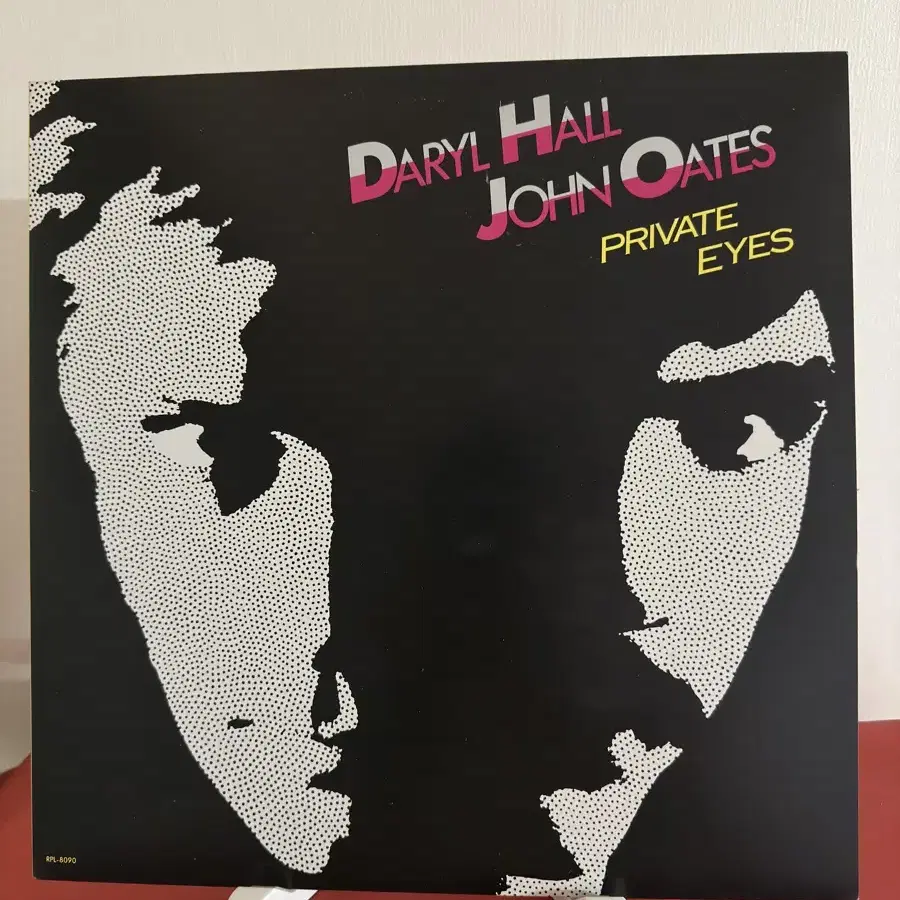 DARYL HALL
JOHN OATES
PRIVATE
EYES
RPL-8090